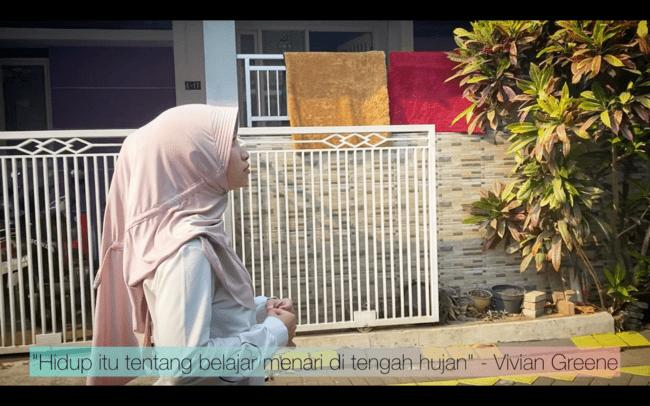 "Hidup itu tentang belajar menari di tengah hujan" - Vivian Greene